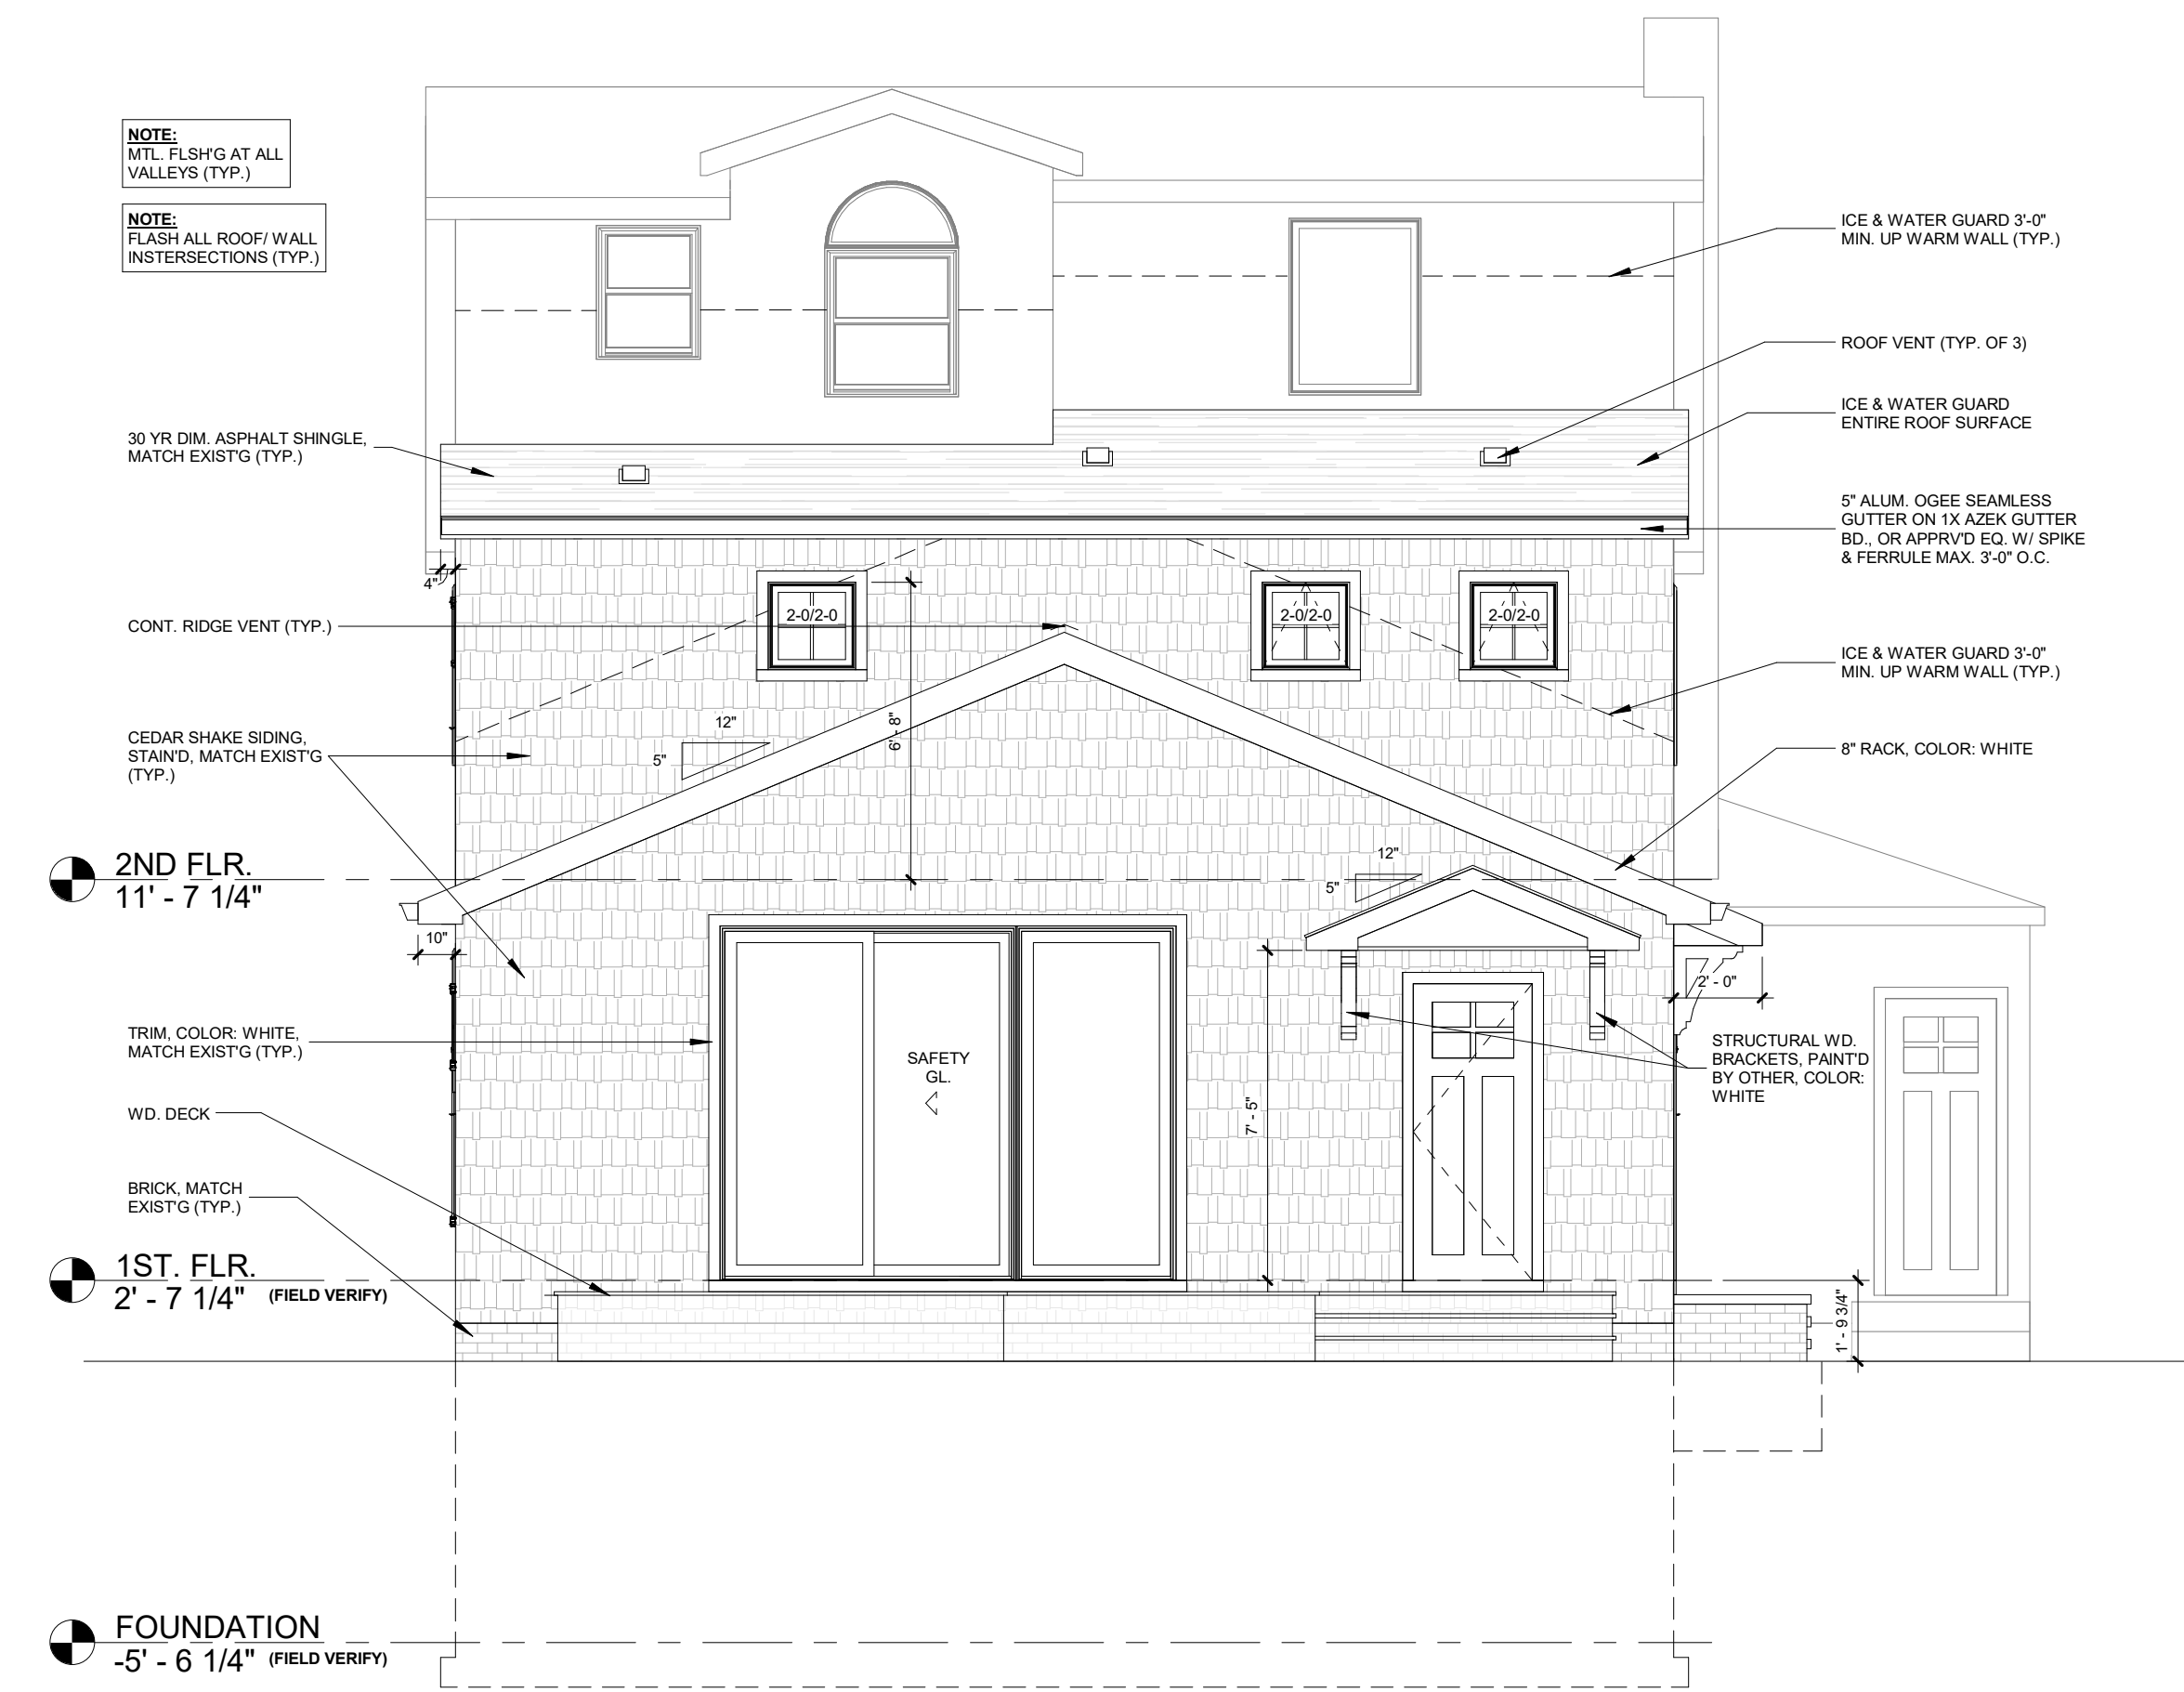 NOTE:
MTL. FLSH'G AT ALL
VALLEYS (TYP.)
NOTE:
FLASH ALL ROOF/ WALL
INSTERSECTIONS (TYP.)
30 YR DIM. ASPHALT SHINGLE,
MATCH EXIST'G (TYP.)
4"
CONT. RIDGE VENT (TYP.)
CEDAR SHAKE SIDING,
STAIN'D, MATCH EXIST'G
(TYP.)
2ND FLR.
11' - 7 1/4"
10"
TRIM, COLOR: WHITE,
MATCH EXIST'G (TYP.)
WD. DECK
BRICK, MATCH
EXIST'G (TYP.)
1ST. FLR.
2' - 7 1/4" (FIELD VERIFY)
FOUNDATION
-5' - 6 1/4" (FIELD VERIFY)
2-0/2-0
2-0/2-0
2-0/2-0
12"
5"
6' - 8"
12"
5"
SAFETY
GL.
7' - 5"
ICE & WATER GUARD 3'-0"
MIN. UP WARM WALL (TYP.)
ROOF VENT (TYP. OF 3)
ICE & WATER GUARD
ENTIRE ROOF SURFACE
5" ALUM. OGEE SEAMLESS
GUTTER ON 1X AZEK GUTTER
BD., OR APPRV'D EQ. W/ SPIKE
& FERRULE MAX. 3'-0" O.C.
ICE & WATER GUARD 3'-0"
MIN. UP WARM WALL (TYP.)
8" RACK, COLOR: WHITE
2' - 0"
STRUCTURAL WD.
BRACKETS, PAINT'D
BY OTHER, COLOR:
WHITE
1' - 9 3/4"